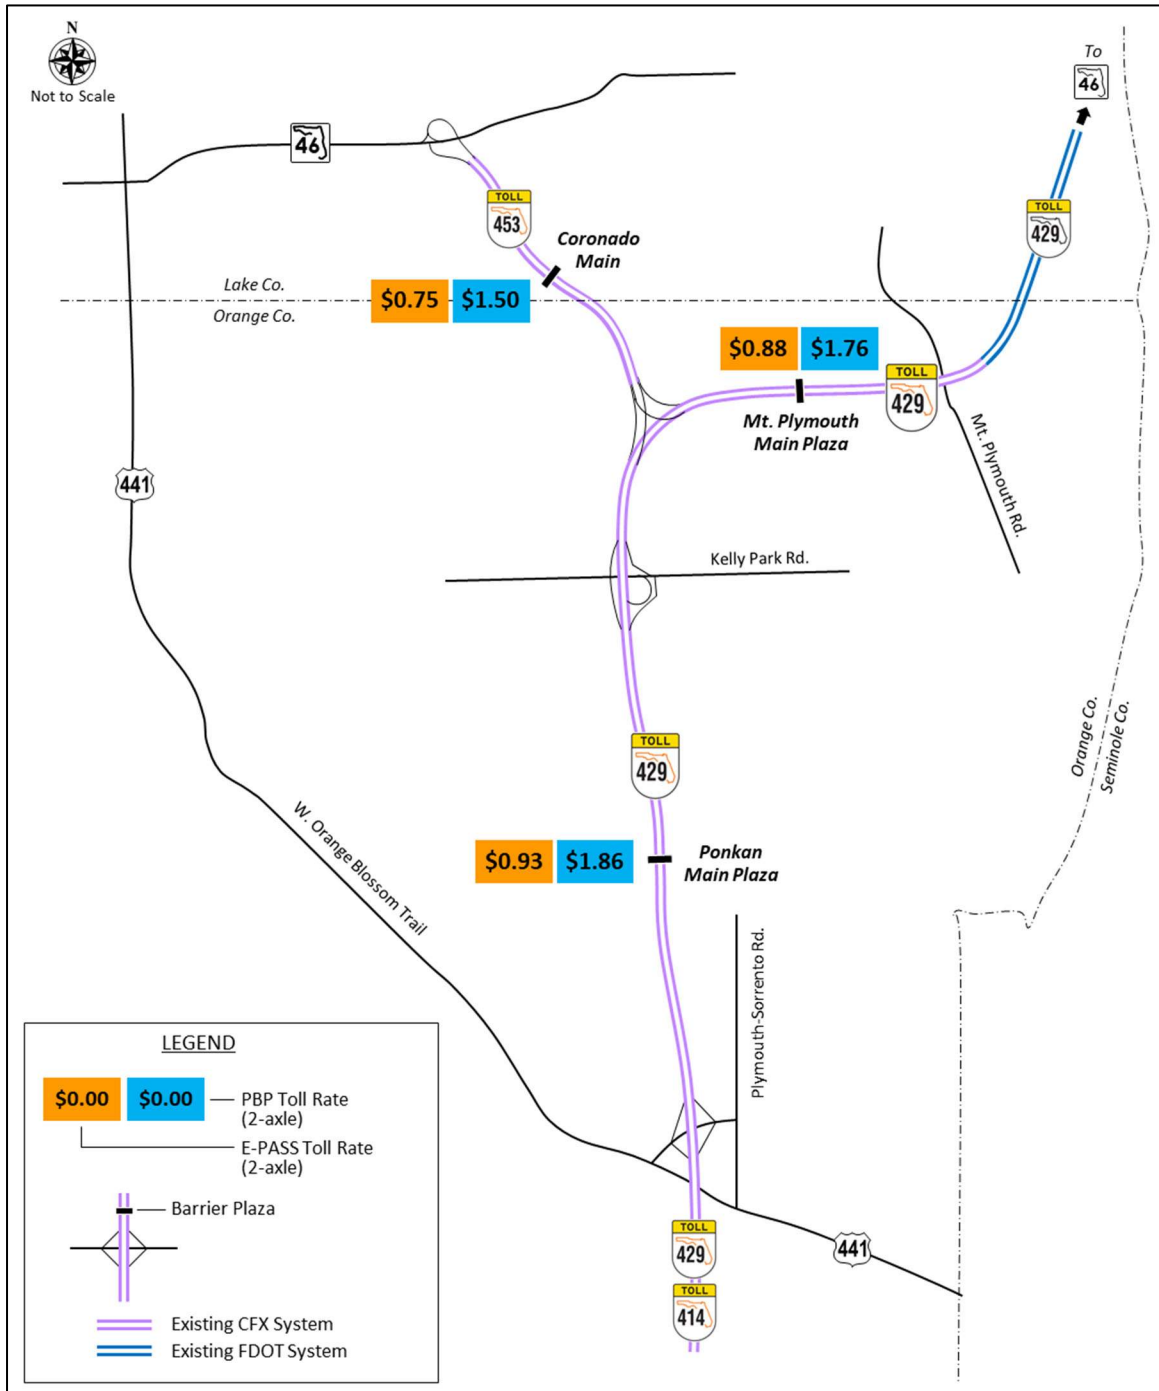 N
Not to Scale
To
46
46
TOLL
453
TOLL
429
Coronado
Main
Lake Co.
Orange Co.
$0.75 $1.50
$0.88 $1.76
TOLL
429
Mt. Plymouth
Main Plaza
Mt. Plymouth Rd.
441
Kelly Park Rd.
Orange Co.
Seminole Co.
TOLL
429
W. Orange Blossom Trail
$0.93 $1.86
Ponkan
Main Plaza
Plymouth-Sorrento Rd.
LEGEND
$0.00 $0.00
PBP Toll Rate
(2-axle)
E-PASS Toll Rate
(2-axle)
Barrier Plaza
Existing CFX System
Existing FDOT System
TOLL
429
441
TOLL
414